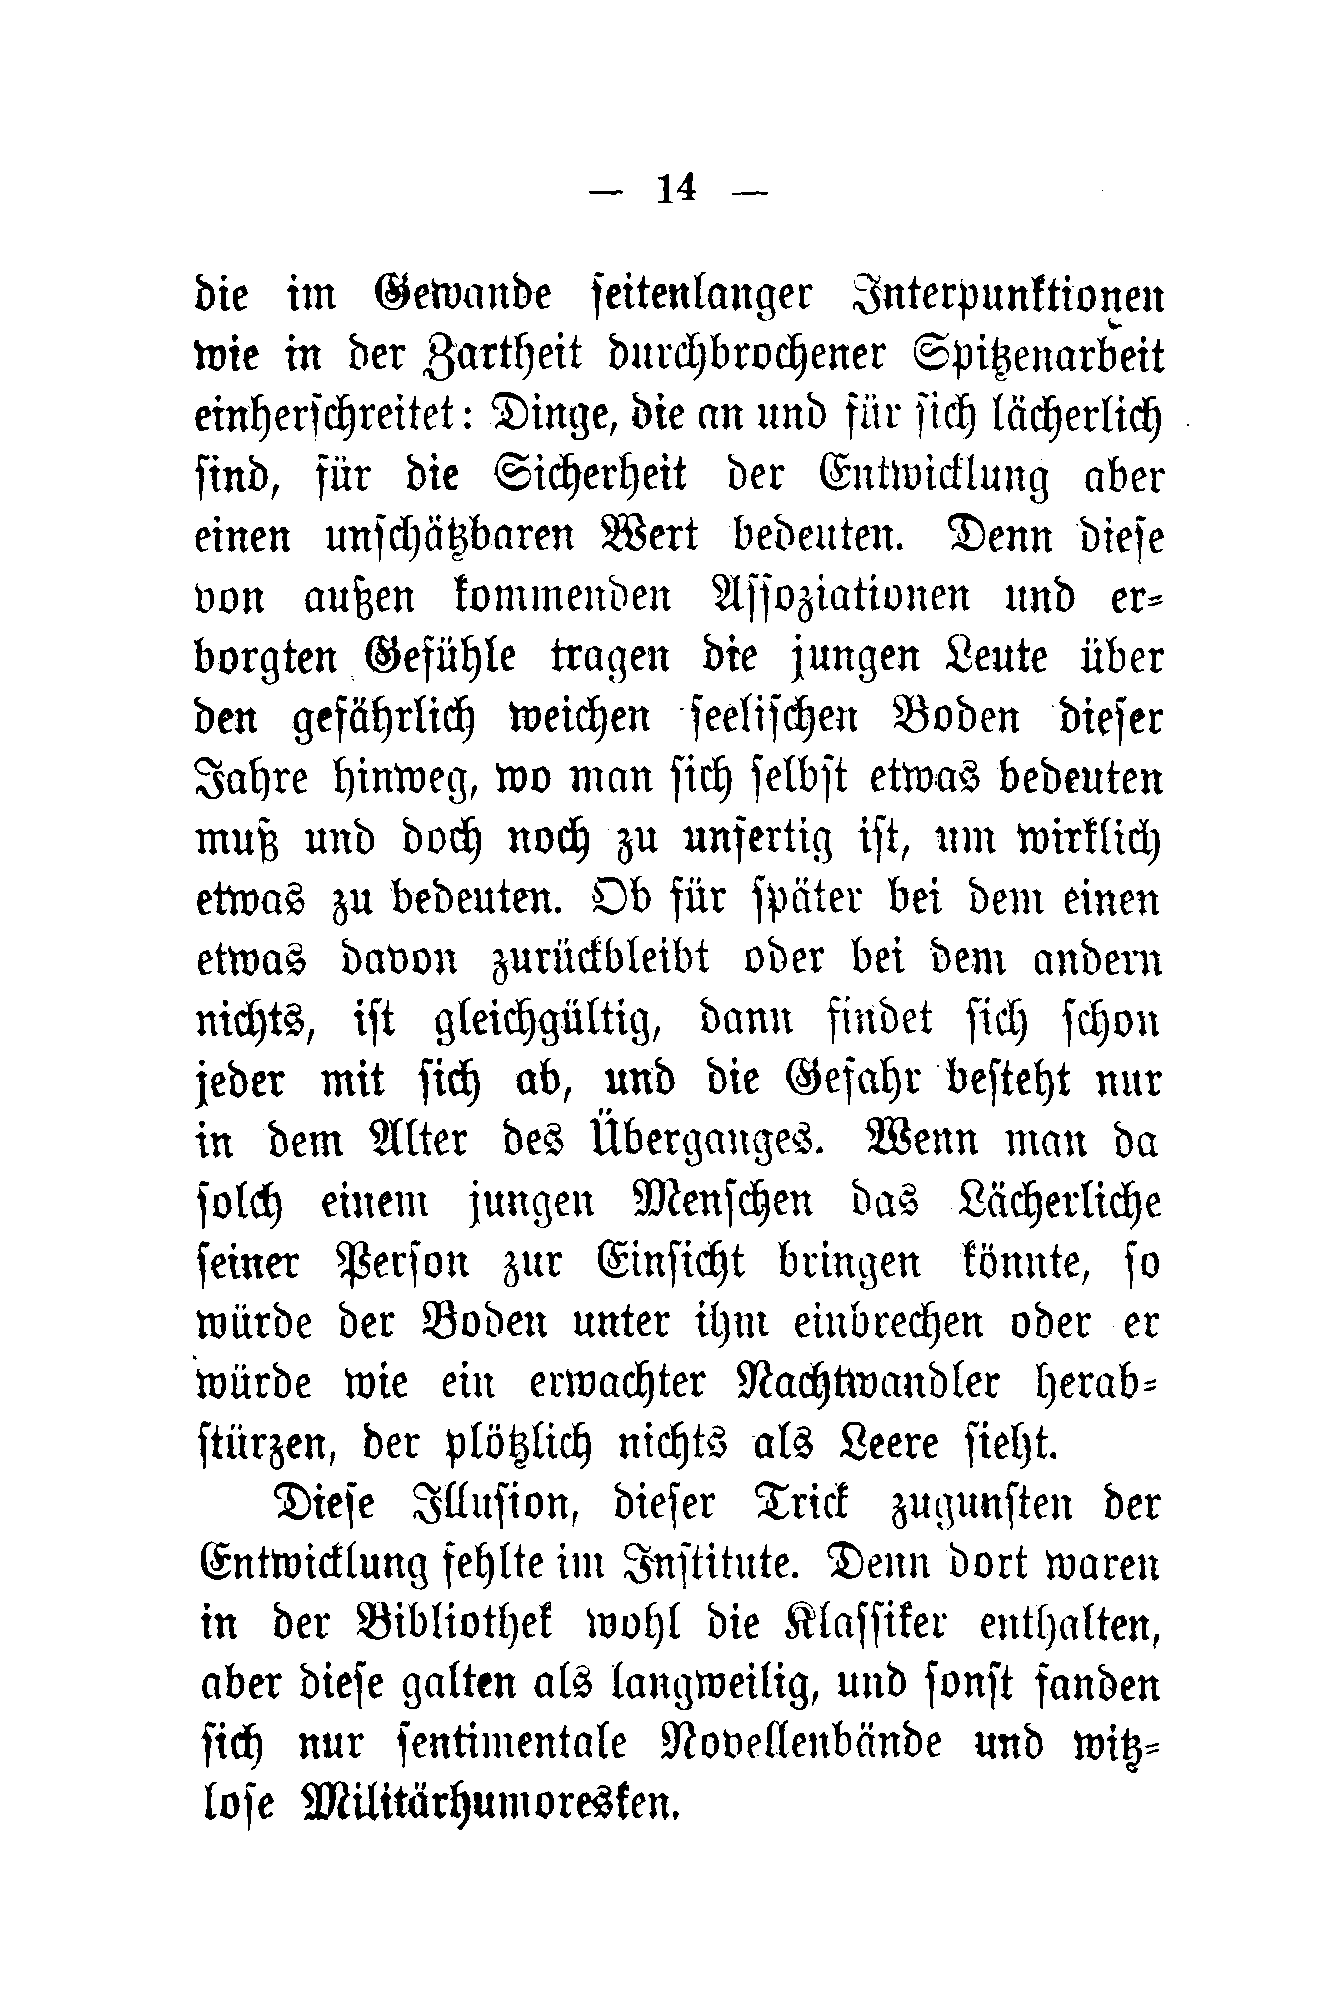 — 14 —
die im Gewande seitenlanger Interpunktionen
wie in der Zartheit durchbrochener Spitzenarbeit
einherschreitet: Dinge, die an und für sich lächerlich
sind, für die Sicherheit der Entwicklung aber
einen unschätzbaren Wert bedeuten. Denn diese
von außen kommenden Assoziationen und er-
borgten Gefühle tragen die jungen Leute über
den gefährlich weichen seelischen Boden dieser
Jahre hinweg, wo man sich selbst etwas bedeuten
muß und doch noch zu unfertig ist, um wirklich
etwas zu bedeuten. Ob für später bei dem einen
etwas davon zurückbleibt oder bei dem andern
nichts, ist gleichgültig, dann findet sich schon
jeder mit sich ab, und die Gefahr besteht nur
in dem Alter des Überganges. Wenn man da
solch einem jungen Menschen das Lächerliche
seiner Person zur Einsicht bringen könnte, so
würde der Boden unter ihm einbrechen oder er
würde wie ein erwachter Nachtwandler herab-
stürzen, der plötzlich nichts als Leere sieht.
Diese Illusion, dieser Trick zugunsten der
Entwicklung fehlte im Institute. Denn dort waren
in der Bibliothek wohl die Klassiker enthalten,
aber diese galten als langweilig, und sonst fanden
sich nur sentimentale Novellenbände und witz-
lose Militärhumoresken.